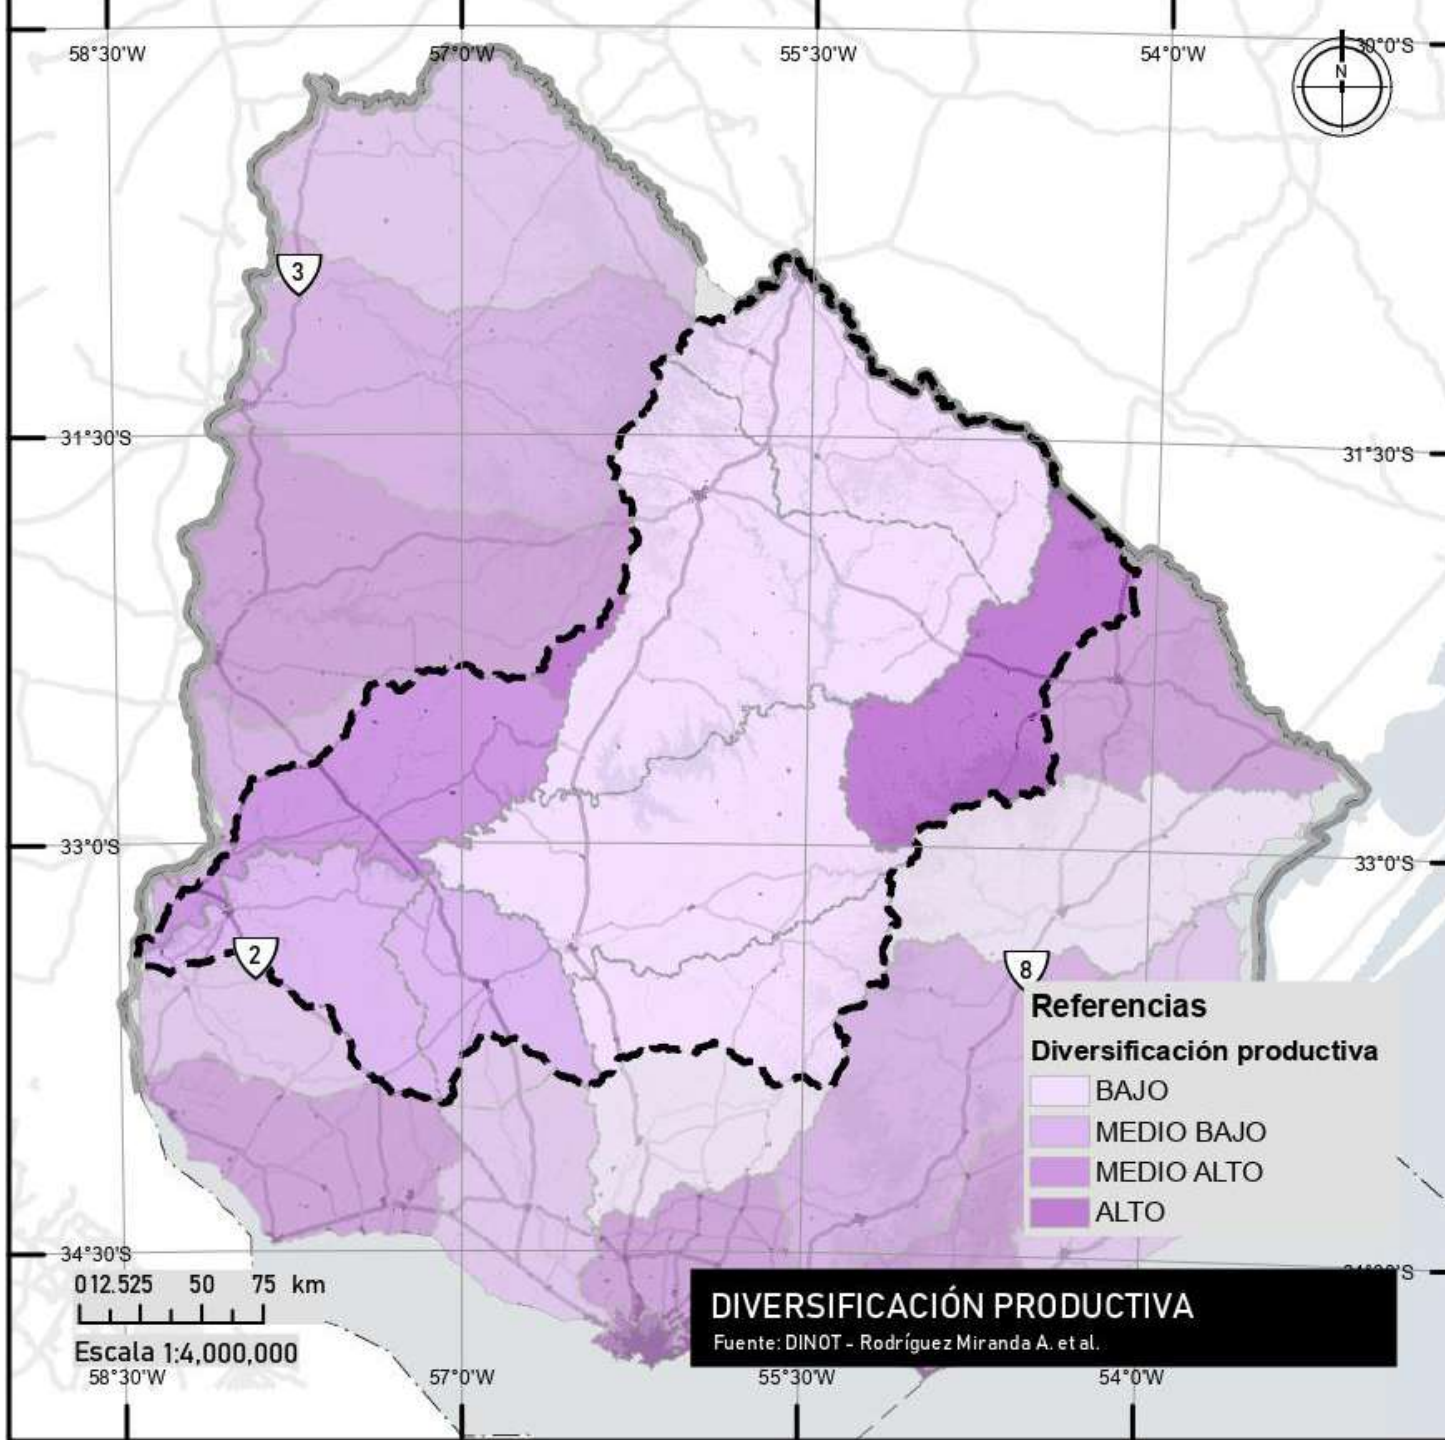 58°30'W
57°0'W
55°30'W
54°0'W
30°0'S
N
3
31°30'S
31°30'S
33°0'S
33°0'S
2
8
Referencias
Diversificación productiva
BAJO
MEDIO BAJO
MEDIO ALTO
ALTO
34°30'S
012.525 50 75 km
Escala 1:4,000,000
DIVERSIFICACIÓN PRODUCTIVA
Fuente: DINOT - Rodríguez Miranda A. et al.
58°30'W
57°0'W
55°30'W
54°0'W